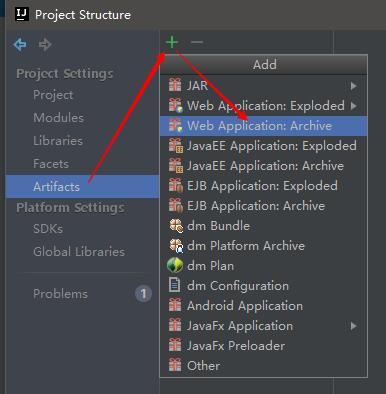 IJ Project Structure
Project Settings
Project
Modules
Libraries
Facets
Artifacts
Platform Settings
SDKs
Global Libraries
Problems 1
Add
JAR
Web Application: Exploded
Web Application: Archive
JavaEE Application: Exploded
JavaEE Application: Archive
EJB Application: Exploded
EJB Application: Archive
dm Bundle
dm Platform Archive
dm Plan
dm Configuration
Android Application
JavaFx Application
JavaFx Preloader
Other